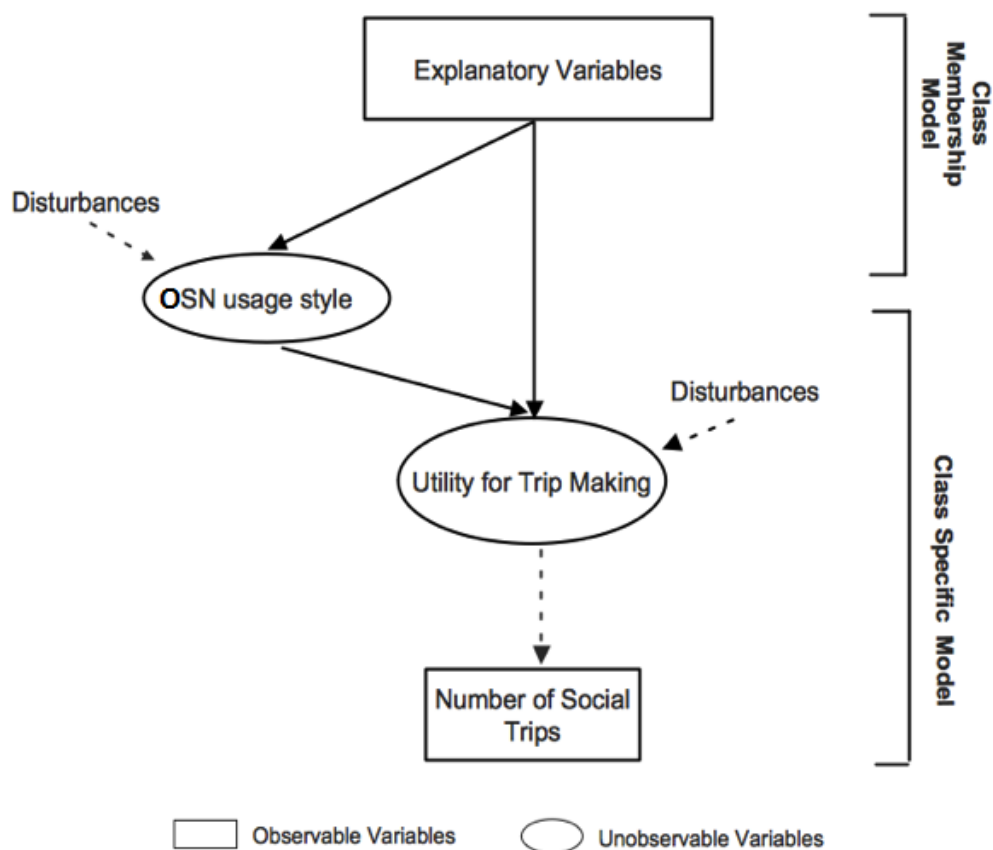 Explanatory Variables
Class
Membership
Model
Disturbances
OSN usage style
Disturbances
Utility for Trip Making
Class Specific Model
Number of Social
Trips
Observable Variables
Unobservable Variables